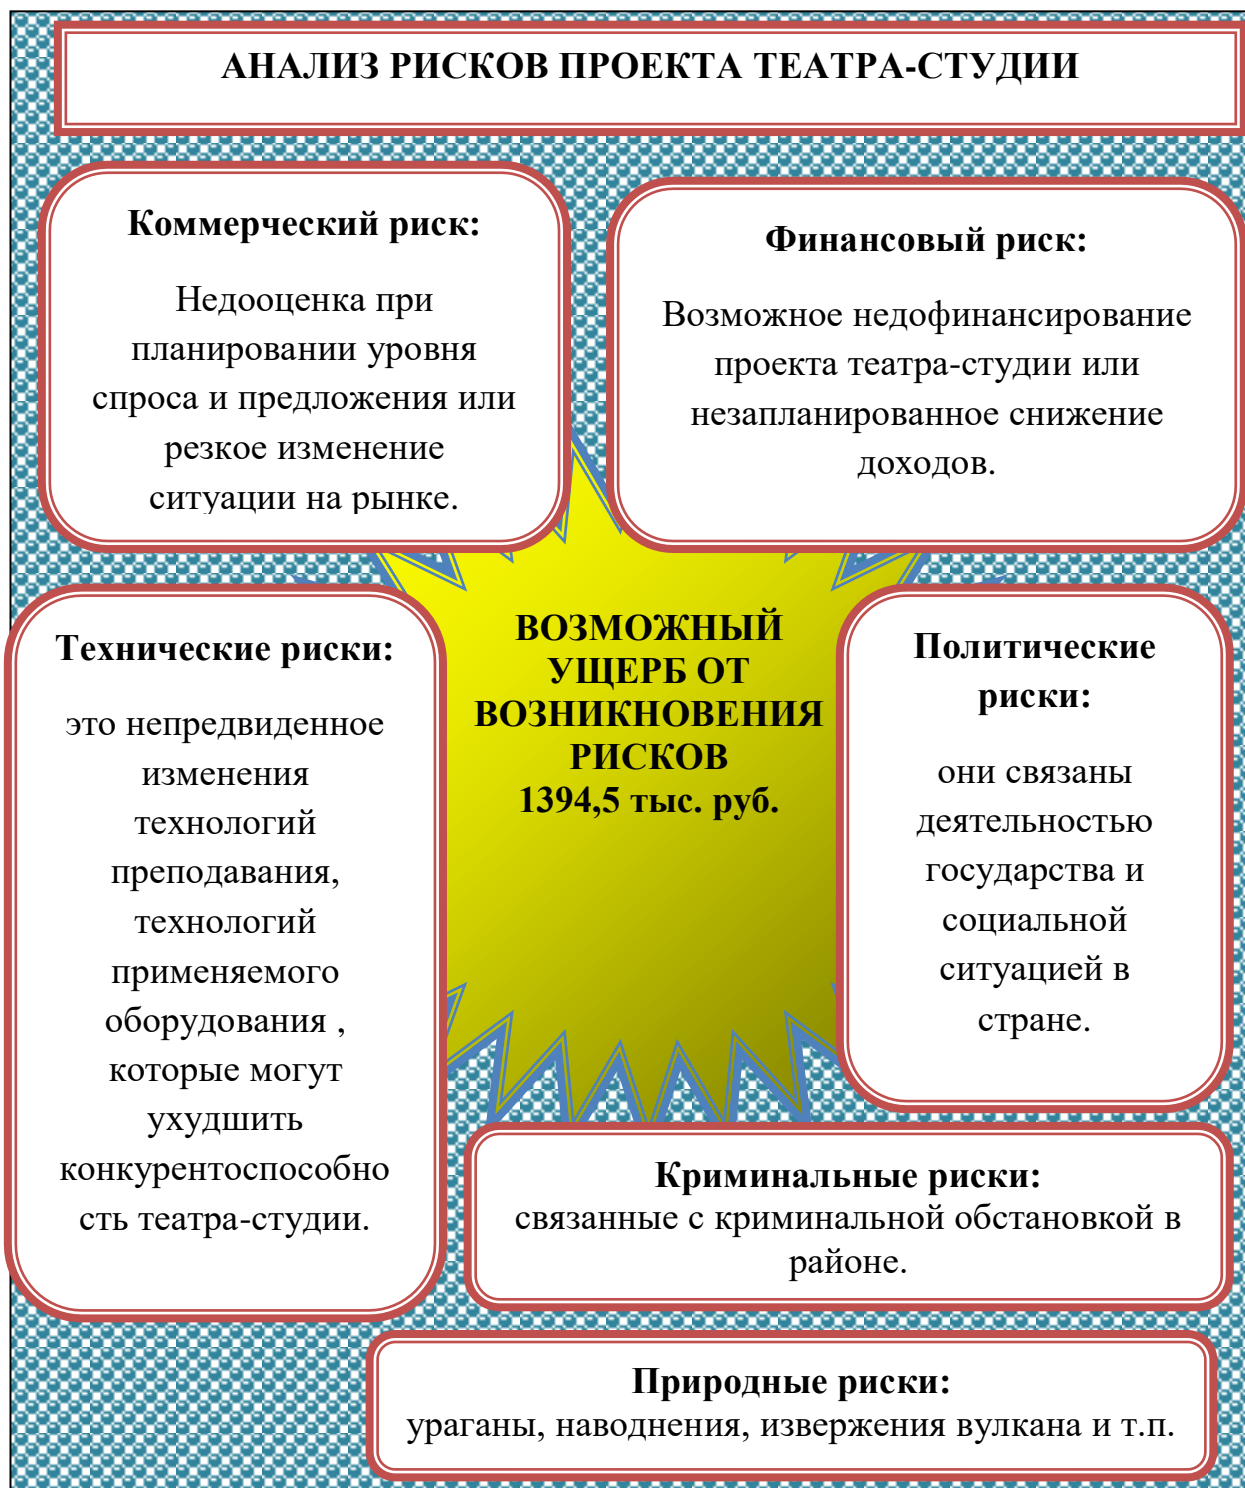 АНАЛИЗ РИСКОВ ПРОЕКТА ТЕАТРА-СТУДИИ
Коммерческий риск:
Недооценка при
планировании уровня
спроса и предложения или
резкое изменение
ситуации на рынке.
Финансовый риск:
Возможное недофинансирование
проекта театра-студии или
незапланированное снижение
доходов.
ВОЗМОЖНЫЙ
УЩЕРБ ОТ
ВОЗНИКНОВЕНИЯ
РИСКОВ
1394,5 тыс. руб.
Технические риски:
это непредвиденное
изменения
технологий
преподавания,
технологий
применяемого
оборудования ,
которые могут
ухудшить
конкурентоспособно
сть театра-студии.
Политические
риски:
они связаны
деятельностью
государства и
социальной
ситуацией в
стране.
Криминальные риски:
связанные с криминальной обстановкой в
районе.
Природные риски:
ураганы, наводнения, извержения вулкана и т.п.